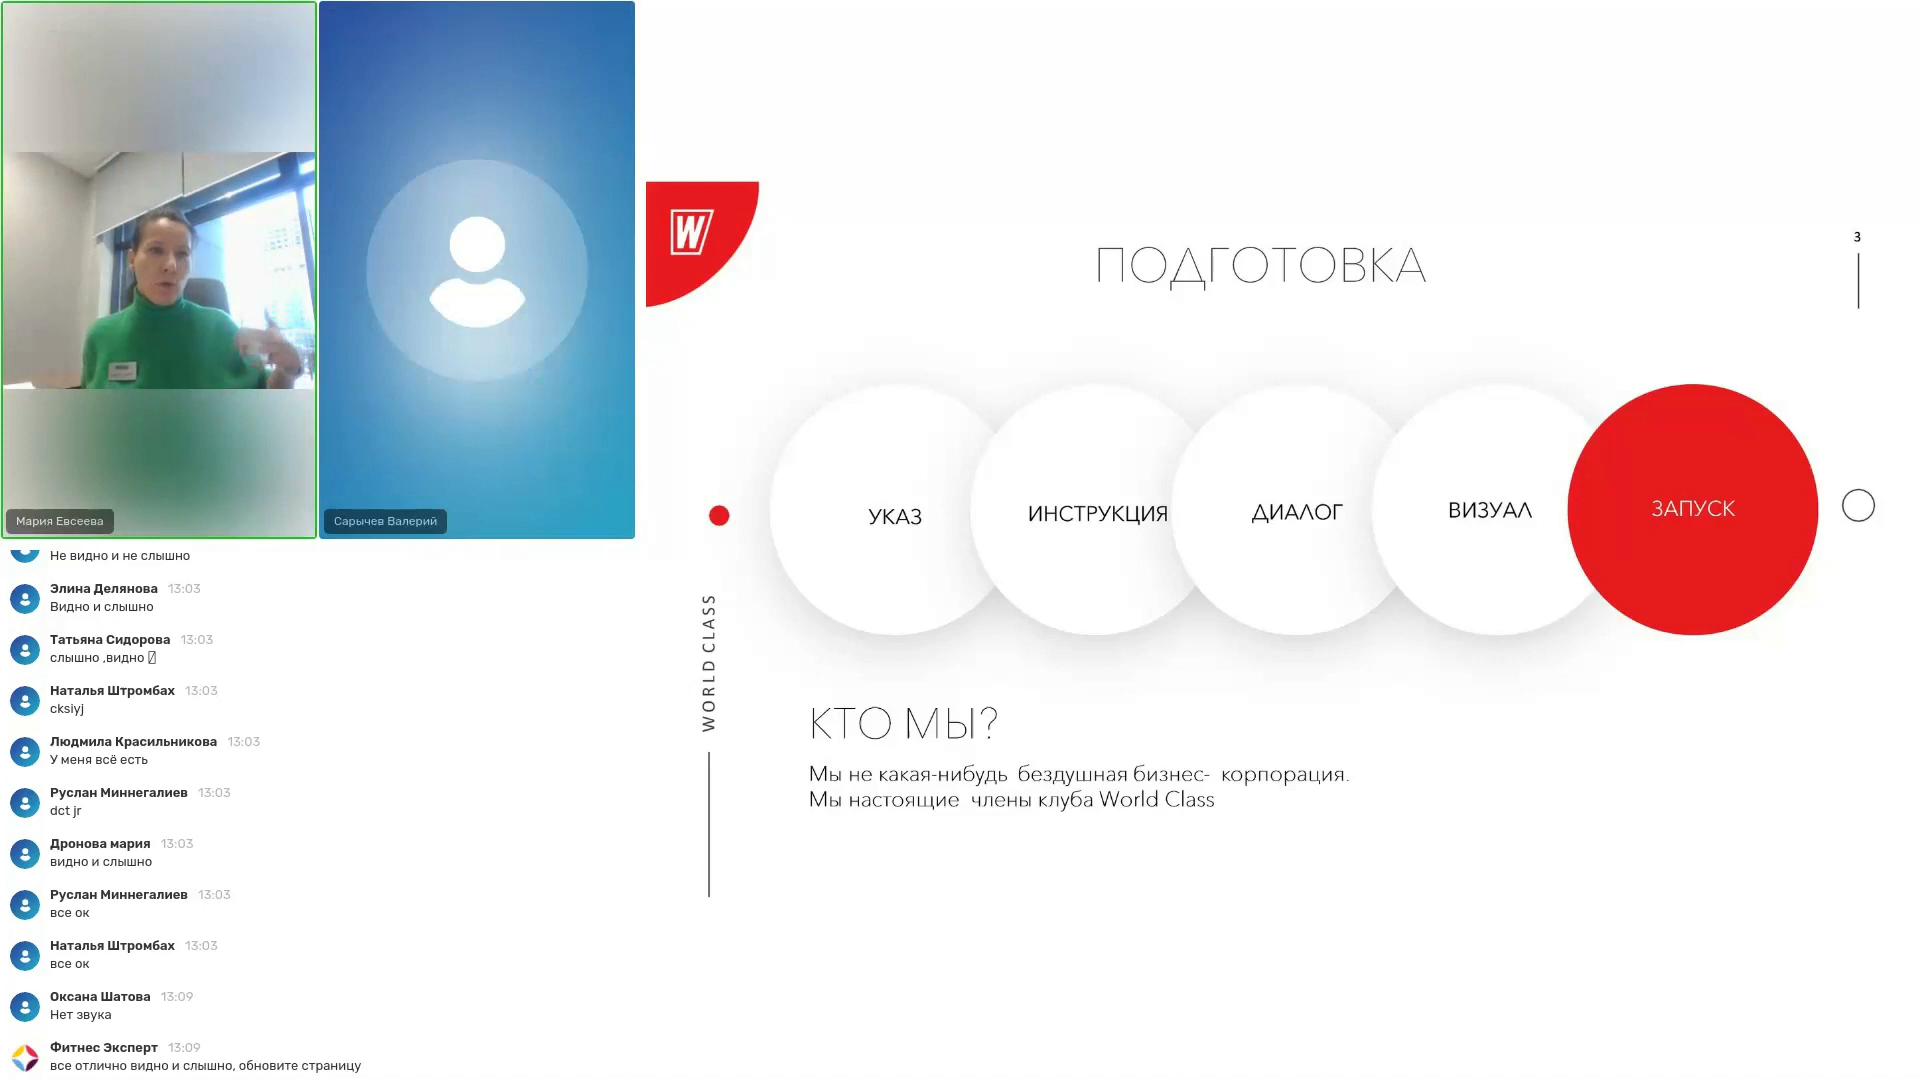 Мария Евсеева
Сарычев Валерий
Не видно и не слышно
Элина Делянова 13:03
Видно и слышно
Татьяна Сидорова 13:03
слышно ,видно
Наталья Штромбах 13:03
cksiyj
Людмила Красильникова 13:03
У меня всё есть
Руслан Миннегалиев 13:03
dct jr
Дронова мария 13:03
видно и слышно
Руслан Миннегалиев 13:03
все ок
Наталья Штромбах 13:03
все ок
Оксана Шатова 13:09
Нет звука
Фитнес Эксперт 13:09
все отлично видно и слышно, обновите страницу
W
ПОДГОТОВКА
3
УКАЗ
ИНСТРУКЦИЯ
ДИАЛОГ
ВИЗУАЛ
ЗАПУСК
WORLD CLASS
КТО МЫ?
Мы не какая-нибудь бездушная бизнес- корпорация.
Мы настоящие члены клуба World Class